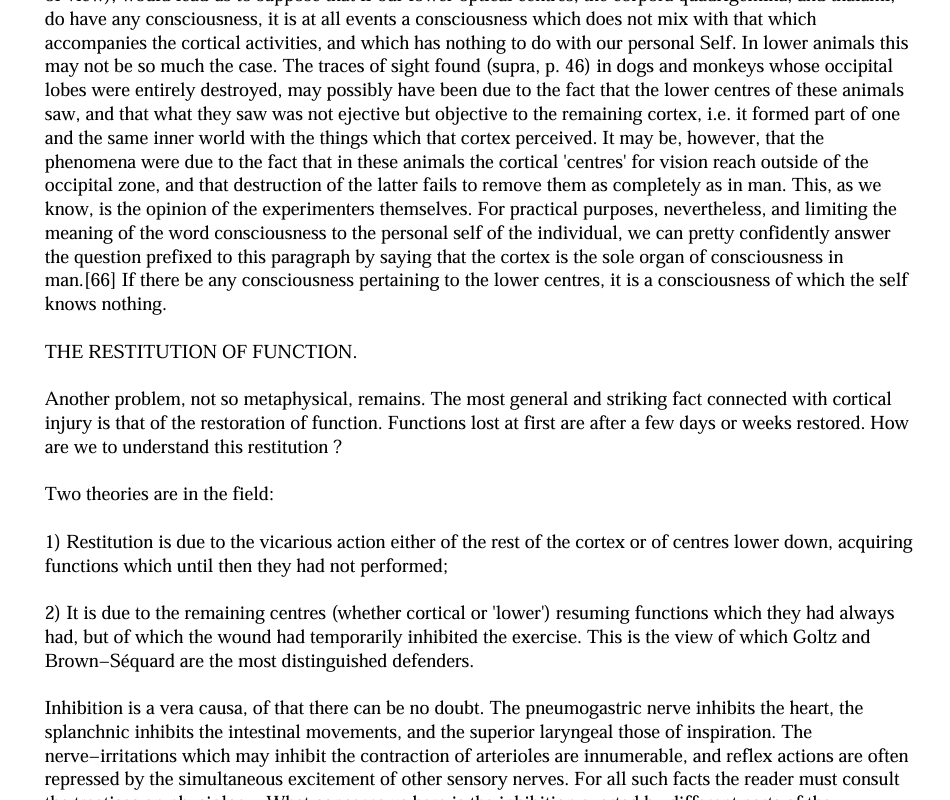 do have any consciousness, it is at all events a consciousness which does not mix with that which
accompanies the cortical activities, and which has nothing to do with our personal Self. In lower animals this
may not be so much the case. The traces of sight found (supra, p. 46) in dogs and monkeys whose occipital
lobes were entirely destroyed, may possibly have been due to the fact that the lower centres of these animals
saw, and that what they saw was not ejective but objective to the remaining cortex, i.e. it formed part of one
and the same inner world with the things which that cortex perceived. It may be, however, that the
phenomena were due to the fact that in these animals the cortical 'centres' for vision reach outside of the
occipital zone, and that destruction of the latter fails to remove them as completely as in man. This, as we
know, is the opinion of the experimenters themselves. For practical purposes, nevertheless, and limiting the
meaning of the word consciousness to the personal self of the individual, we can pretty confidently answer
the question prefixed to this paragraph by saying that the cortex is the sole organ of consciousness in
man.[66] If there be any consciousness pertaining to the lower centres, it is a consciousness of which the self
knows nothing.
THE RESTITUTION OF FUNCTION.
Another problem, not so metaphysical, remains. The most general and striking fact connected with cortical
injury is that of the restoration of function. Functions lost at first are after a few days or weeks restored. How
are we to understand this restitution ?
Two theories are in the field:
1) Restitution is due to the vicarious action either of the rest of the cortex or of centres lower down, acquiring
functions which until then they had not performed;
2) It is due to the remaining centres (whether cortical or 'lower') resuming functions which they had always
had, but of which the wound had temporarily inhibited the exercise. This is the view of which Goltz and
Brown−Séquard are the most distinguished defenders.
Inhibition is a vera causa, of that there can be no doubt. The pneumogastric nerve inhibits the heart, the
splanchnic inhibits the intestinal movements, and the superior laryngeal those of inspiration. The
nerve−irritations which may inhibit the contraction of arterioles are innumerable, and reflex actions are often
repressed by the simultaneous excitement of other sensory nerves. For all such facts the reader must consult